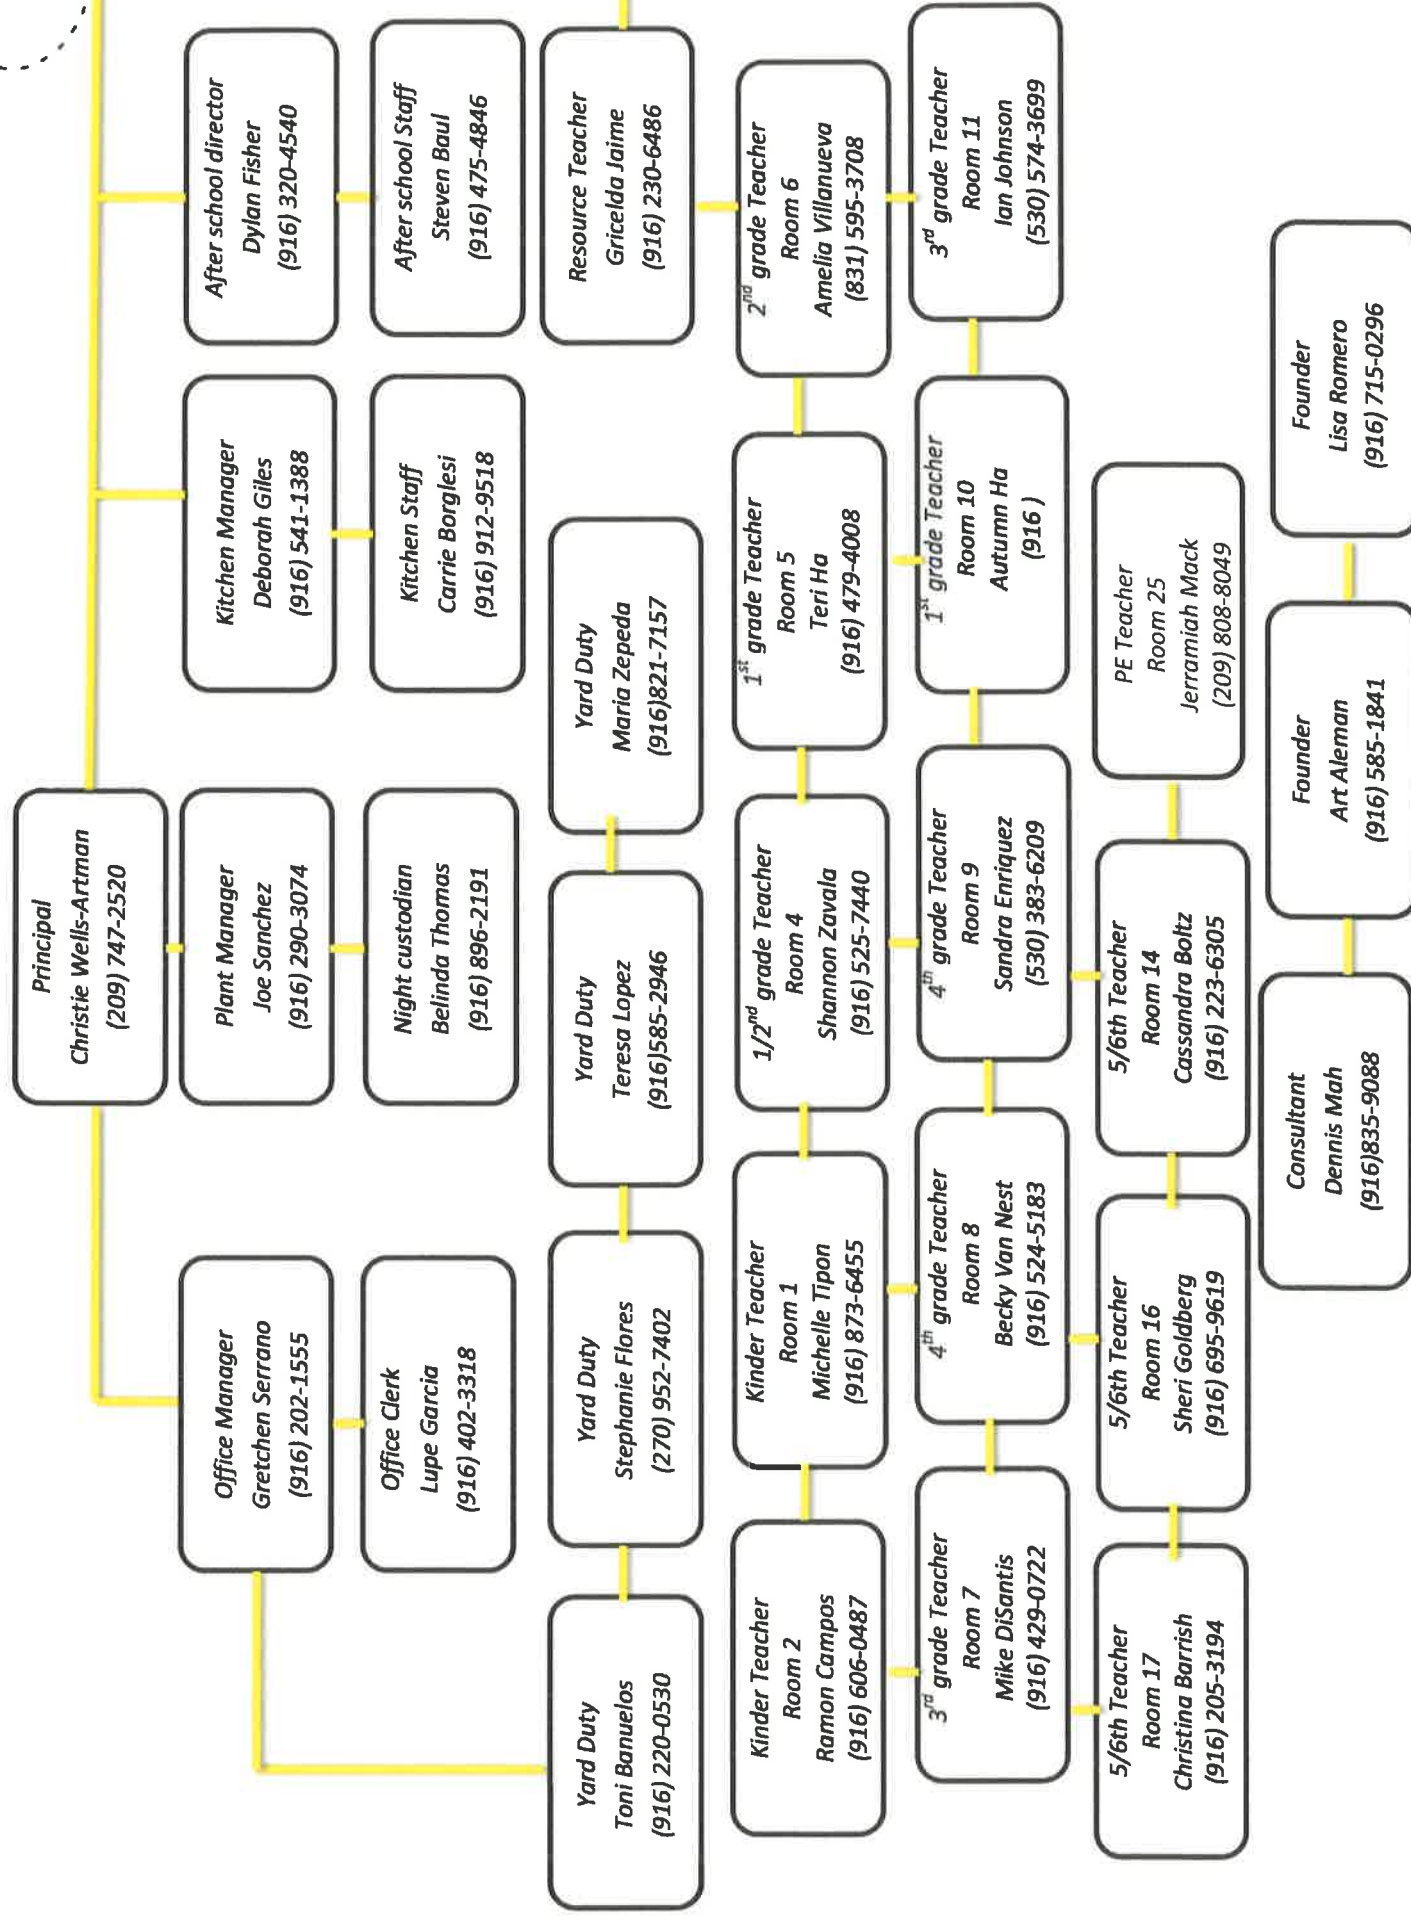 Principal
Christie Wells-Artman
(209) 747-2520
Office Manager
Gretchen Serrano
(916) 202-1555
Plant Manager
Joe Sanchez
(916) 290-3074
Kitchen Manager
Deborah Giles
(916) 541-1388
After school director
Dylan Fisher
(916) 320-4540
Office Clerk
Lupe Garcia
(916) 402-3318
Night custodian
Belinda Thomas
(916) 896-2191
Kitchen Staff
Carrie Borglesi
(916) 912-9518
After school Staff
Steven Baul
(916) 475-4846
Yard Duty
Toni Banuelos
(916) 220-0530
Yard Duty
Stephanie Flores
(270) 952-7402
Yard Duty
Teresa Lopez
(916)585-2946
Yard Duty
Maria Zepeda
(916)821-7157
Resource Teacher
Gricelda Jaime
(916) 230-6486
Kinder Teacher
Room 2
Ramon Campos
(916) 606-0487
Kinder Teacher
Room 1
Michelle Tipon
(916) 873-6455
1/2nd grade Teacher
Room 4
Shannon Zavala
(916) 525-7440
1st grade Teacher
Room 5
Teri Ha
(916) 479-4008
2nd grade Teacher
Room 6
Amelia Villanueva
(831) 595-3708
3rd grade Teacher
Room 7
Mike DiSantis
(916) 429-0722
4th grade Teacher
Room 8
Becky Van Nest
(916) 524-5183
4th grade Teacher
Room 9
Sandra Enriquez
(530) 383-6209
1st grade Teacher
Room 10
Autumn Ha
(916 )
3rd grade Teacher
Room 11
Ian Johnson
(530) 574-3699
5/6th Teacher
Room 17
Christina Barrish
(916) 205-3194
5/6th Teacher
Room 16
Sheri Goldberg
(916) 695-9619
5/6th Teacher
Room 14
Cassandra Boltz
(916) 223-6305
PE Teacher
Room 25
Jerramiah Mack
(209) 808-8049
Consultant
Dennis Mah
(916)835-9088
Founder
Art Aleman
(916) 585-1841
Founder
Lisa Romero
(916) 715-0296